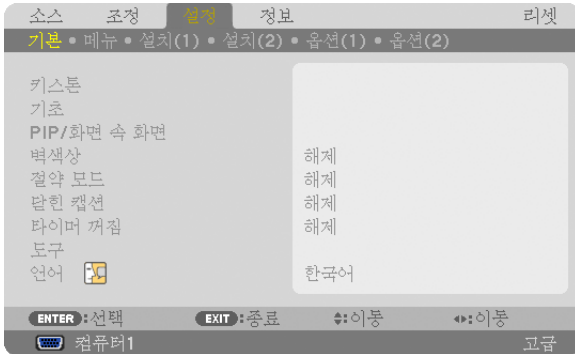 소스 조정 설정 정보 리셋
기본 • 메뉴 • 설치(1) • 설치(2) • 옵션(1) • 옵션(2)
키스톤
기초
PIP/화면 속 화면
벽색상 해제
절약 모드 해제
닫힌 캡션 해제
타이머 꺼짐 해제
도구
언어 한국어
ENTER :선택 EXIT :종료 :이동 :이동
컴퓨터1 고급